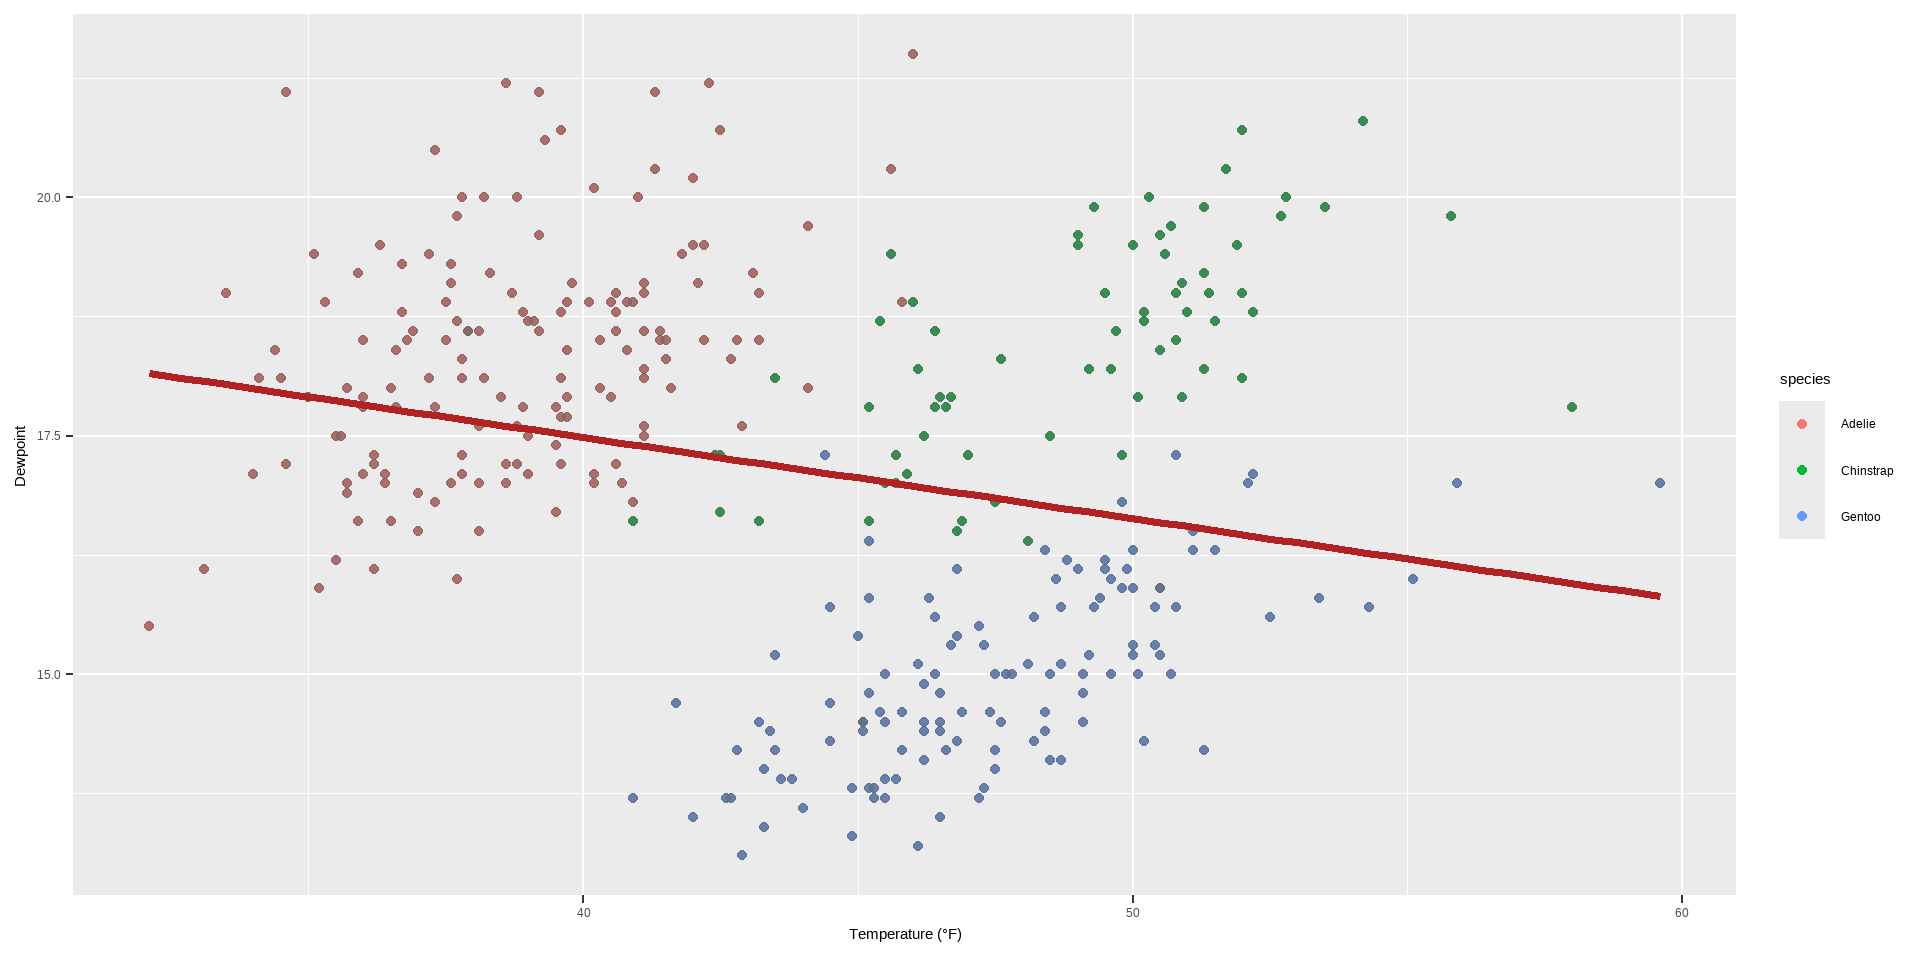 20.0
17.5
15.0
Dewpoint
40
50
60
Temperature (°F)
species
Adelie
Chinstrap
Gentoo